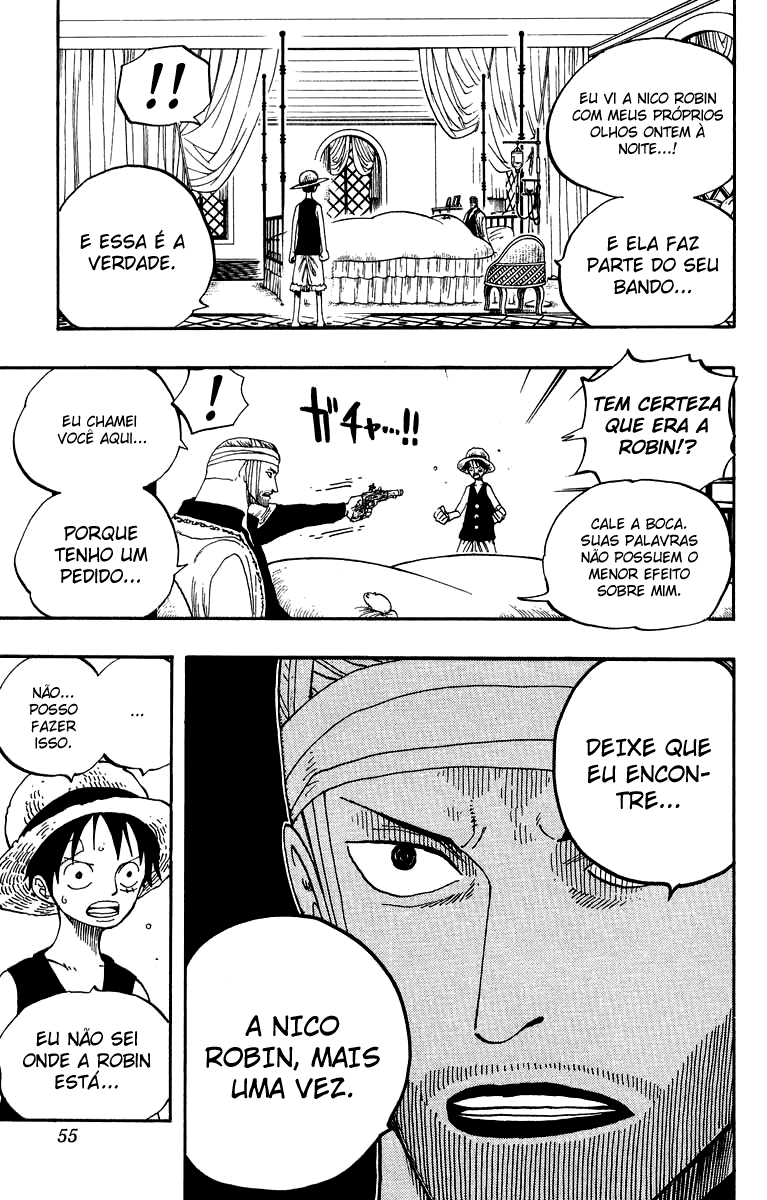 EU VI A NICO ROBIN
COM MEUS PRÓPRIOS
OLHOS ONTEM À
NOITE...!
E ELA FAZ
PARTE DO SEU
BANDO...
!!
E ESSA É A
VERDADE.
TEM CERTEZA
QUE ERA A
ROBIN!?
CALE A BOCA.
SUAS PALAVRAS
NÃO POSSUEM O
MENOR EFEITO
SOBRE MIM.
ガチャ...!!
!
EU CHAMEI
VOCÊ AQUI...
PORQUE
TENHO UM
PEDIDO...
DEIXE QUE
EU ENCON-
TRE...
A NICO
ROBIN, MAIS
UMA VEZ.
...
NÃO...
POSSO
FAZER
ISSO.
EU NÃO SEI
ONDE A ROBIN
ESTÁ...
55